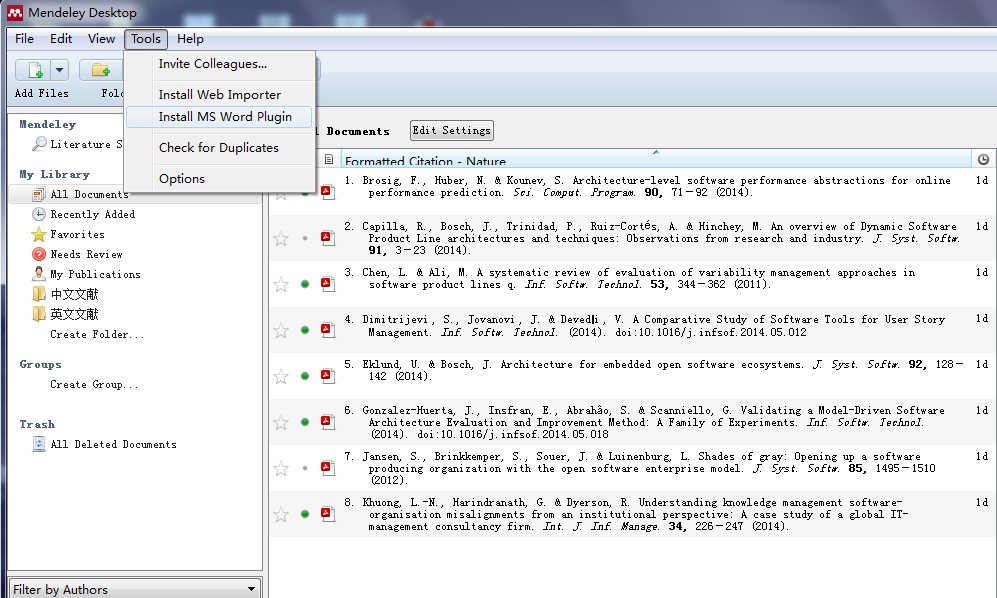 Mendeley Desktop
File Edit View Tools Help
Invite Colleagues...
Install Web Importer
Install MS Word Plugin
Check for Duplicates
Options
Add Files
Mendeley
Literature S
My Library
All Documents
Recently Added
Favorites
Needs Review
My Publications
中文文献
英文文献
Create Folder...
Groups
Create Group...
Trash
All Deleted Documents
Filter by Authors
Documents Edit Settings
Formatted Citation - Nature
1. Brosig, F., Huber, N. & Kounev, S. Architecture-level software performance abstractions for online 1d
performance prediction. Sci. Comput. Program. 90, 71–92 (2014).
2. Capilla, R., Bosch, J., Trinidad, P., Ruiz-Cortés, A. & Hinchey, M. An overview of Dynamic Software 1d
Product Line architectures and techniques: Observations from research and industry. J. Syst. Softw.
91, 3–23 (2014).
3. Chen, L. & Ali, M. A systematic review of evaluation of variability management approaches in 1d
software product lines q. Inf. Softw. Technol. 53, 344–362 (2011).
4. Dimitrijevi, S., Jovanovi, J. & V. A Comparative Study of Software Tools for User Story 1d
Management. Inf. Softw. Technol. (2014). doi:10.1016/j.infsof.2014.05.012
5. Eklund, U. & Bosch, J. Architecture for embedded open software ecosystems. J. Syst. Softw. 92, 128– 1d
142 (2014).
6. Gonzalez-Huerta, J., Insfran, E., Abrahão, S. & Scanniello, G. Validating a Model-Driven Software 1d
Architecture Evaluation and Improvement Method: A Family of Experiments. Inf. Softw. Technol.
(2014). doi:10.1016/j.infsof.2014.05.018
7. Jansen, S., Brinkkemper, S., Souer, J. & Luinenburg, L. Shades of gray: Opening up a software 1d
producing organization with the open software enterprise model. J. Syst. Softw. 85, 1495–1510
(2012).
8. Khuong, L.-N., Harindranath, G. & Dyerson, R. Understanding knowledge management software- 1d
organisation misalignments from an institutional perspective: A case study of a global IT-
management consultancy firm. Int. J. Inf. Manage. 34, 226–247 (2014).